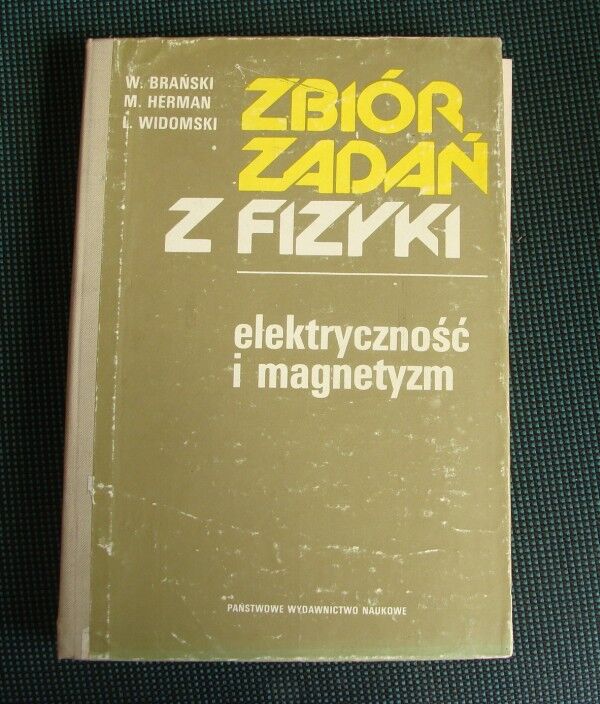 W. BRAŃSKI
M. HERMAN
L. WIDOMSKI
ZBIÓR
ZADAŃ
Z FIZYKI
elektryczność
i magnetyzm
PAŃSTWOWE WYDAWNICTWO NAUKOWE